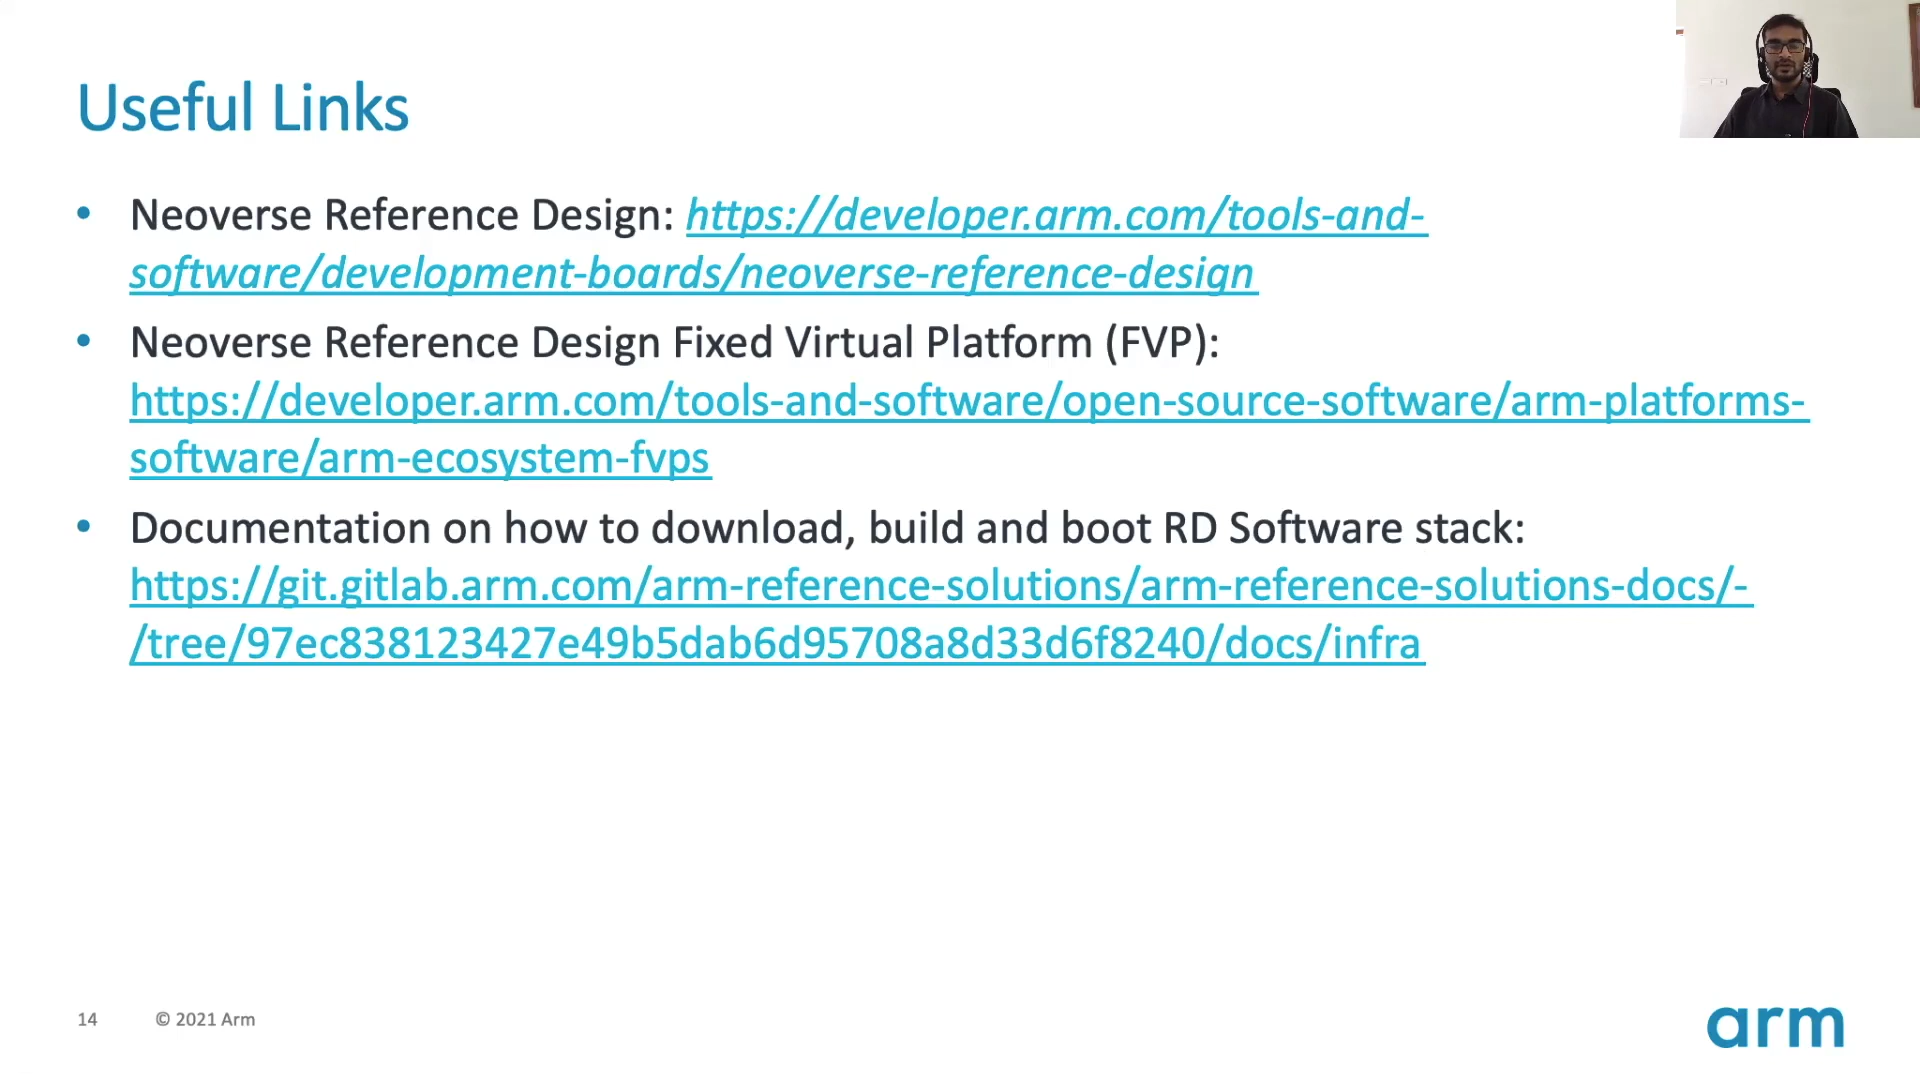 Useful Links
• Neoverse Reference Design: https://developer.arm.com/tools-and-
software/development-boards/neoverse-reference-design
• Neoverse Reference Design Fixed Virtual Platform (FVP):
https://developer.arm.com/tools-and-software/open-source-software/arm-platforms-
software/arm-ecosystem-fvps
• Documentation on how to download, build and boot RD Software stack:
https://git.gitlab.arm.com/arm-reference-solutions/arm-reference-solutions-docs/-
/tree/97ec838123427e49b5dab6d95708a8d33d6f8240/docs/infra
14 © 2021 Arm
arm